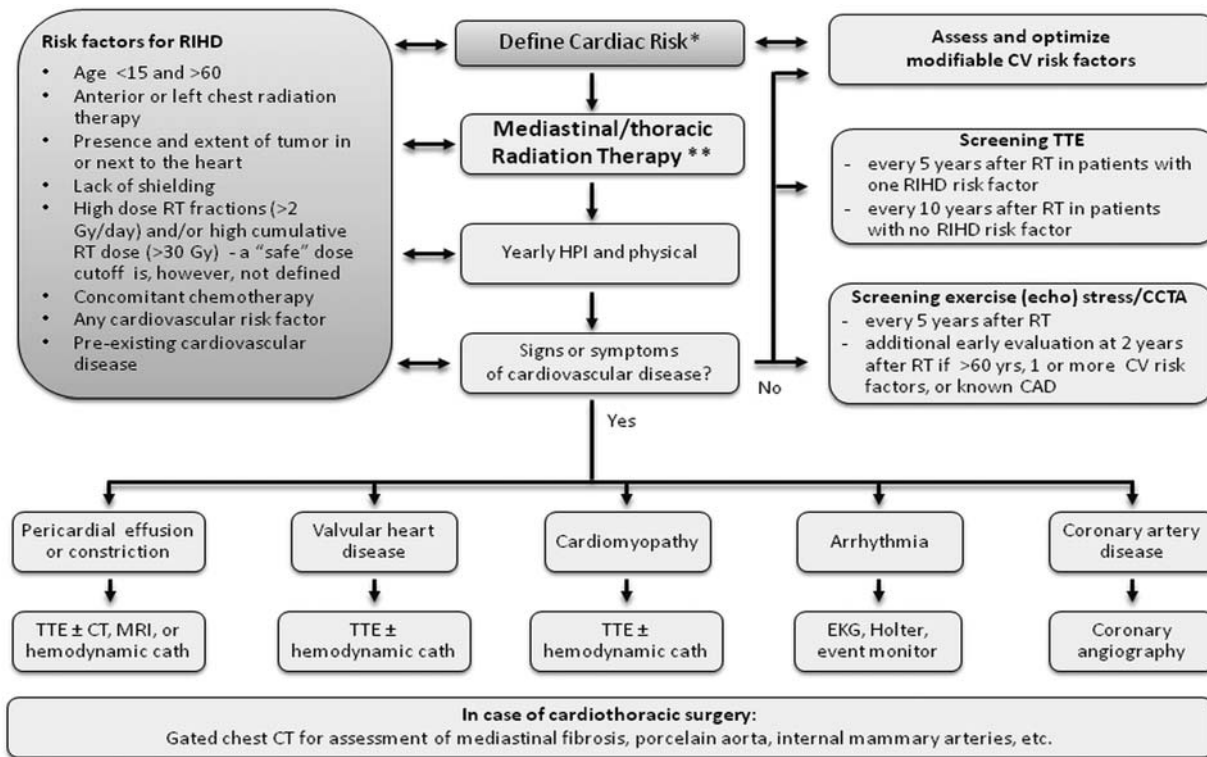 Risk factors for RIHD
• Age <15 and >60
• Anterior or left chest radiation
therapy
• Presence and extent of tumor in
or next to the heart
• Lack of shielding
• High dose RT fractions (>2
Gy/day) and/or high cumulative
RT dose (>30 Gy) - a “safe” dose
cutoff is, however, not defined
• Concomitant chemotherapy
• Any cardiovascular risk factor
• Pre-existing cardiovascular
disease
Define Cardiac Risk*
Mediastinal/thoracic
Radiation Therapy **
Yearly HPI and physical
Signs or symptoms
of cardiovascular disease?
No
Yes
Assess and optimize
modifiable CV risk factors
Screening TTE
- every 5 years after RT in patients with
one RIHD risk factor
- every 10 years after RT in patients
with no RIHD risk factor
Screening exercise (echo) stress/CCTA
- every 5 years after RT
- additional early evaluation at 2 years
after RT if >60 yrs, 1 or more CV risk
factors, or known CAD
Pericardial effusion
or constriction
Valvular heart
disease
Cardiomyopathy
Arrhythmia
Coronary artery
disease
TTE ± CT, MRI, or
hemodynamic cath
TTE ±
hemodynamic cath
TTE ±
hemodynamic cath
EKG, Holter,
event monitor
Coronary
angiography
In case of cardiothoracic surgery:
Gated chest CT for assessment of mediastinal fibrosis, porcelain aorta, internal mammary arteries, etc.